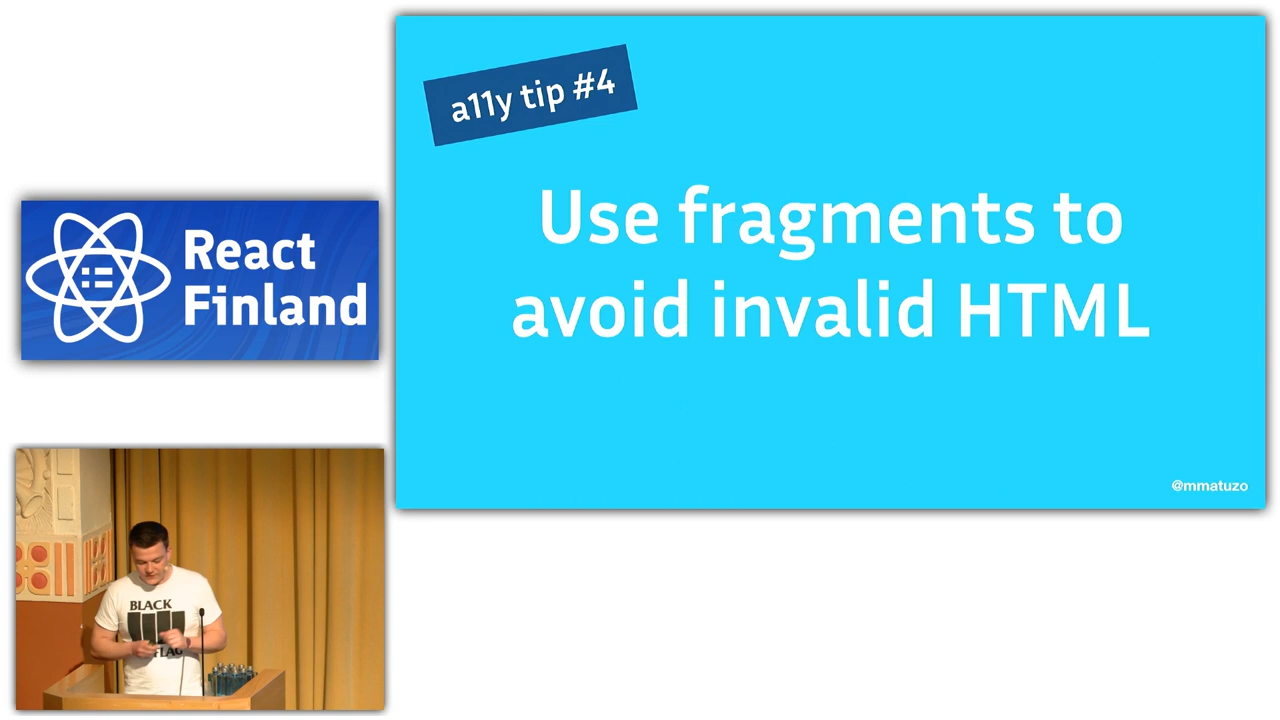 a11y tip #4
Use fragments to
avoid invalid HTML
@mmatuzo
React
Finland
BLACK
FLAG